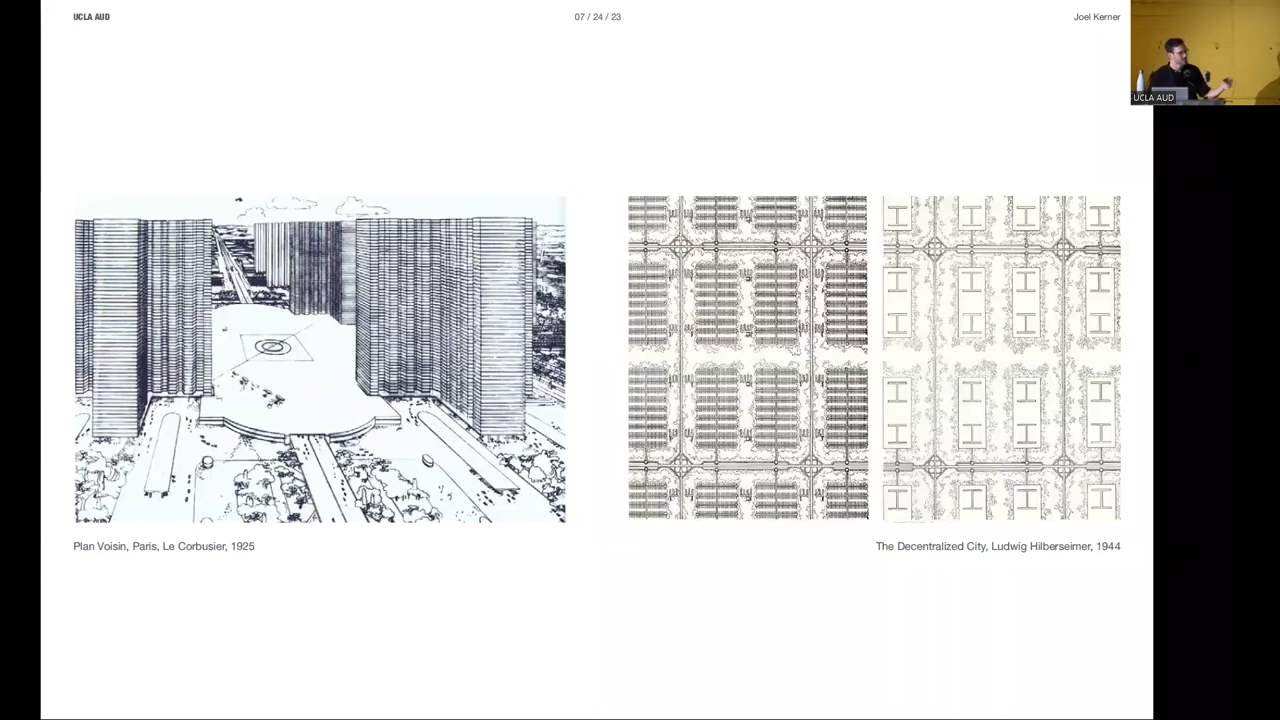 UCLA AUD
07 / 24 / 23
Joel Kerner
UCLA AUD
Plan Voisin, Paris, Le Corbusier, 1925
The Decentralized City, Ludwig Hilberseimer, 1944